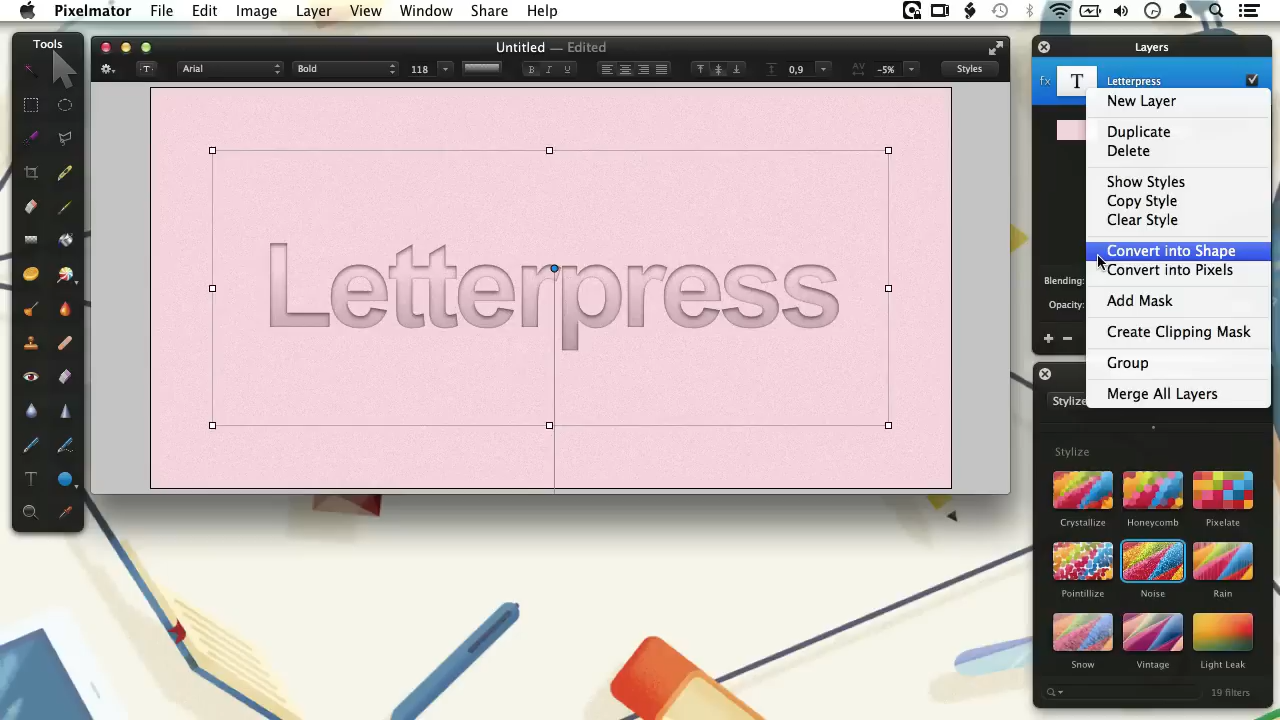 Pixelmator File Edit Image Layer View Window Share Help
Tools
Untitled — Edited
T Arial Bold 118 B I U 0,9 AV -5% Styles
Letterpress
T
Layers
fx T Letterpress
New Layer
Duplicate
Delete
Show Styles
Copy Style
Clear Style
Convert into Shape
Convert into Pixels
Add Mask
Create Clipping Mask
Group
Merge All Layers
Blending:
Opacity:
Stylize
Stylize
Crystallize Honeycomb Pixelate
Pointillize Noise Rain
Snow Vintage Light Leak
19 filters